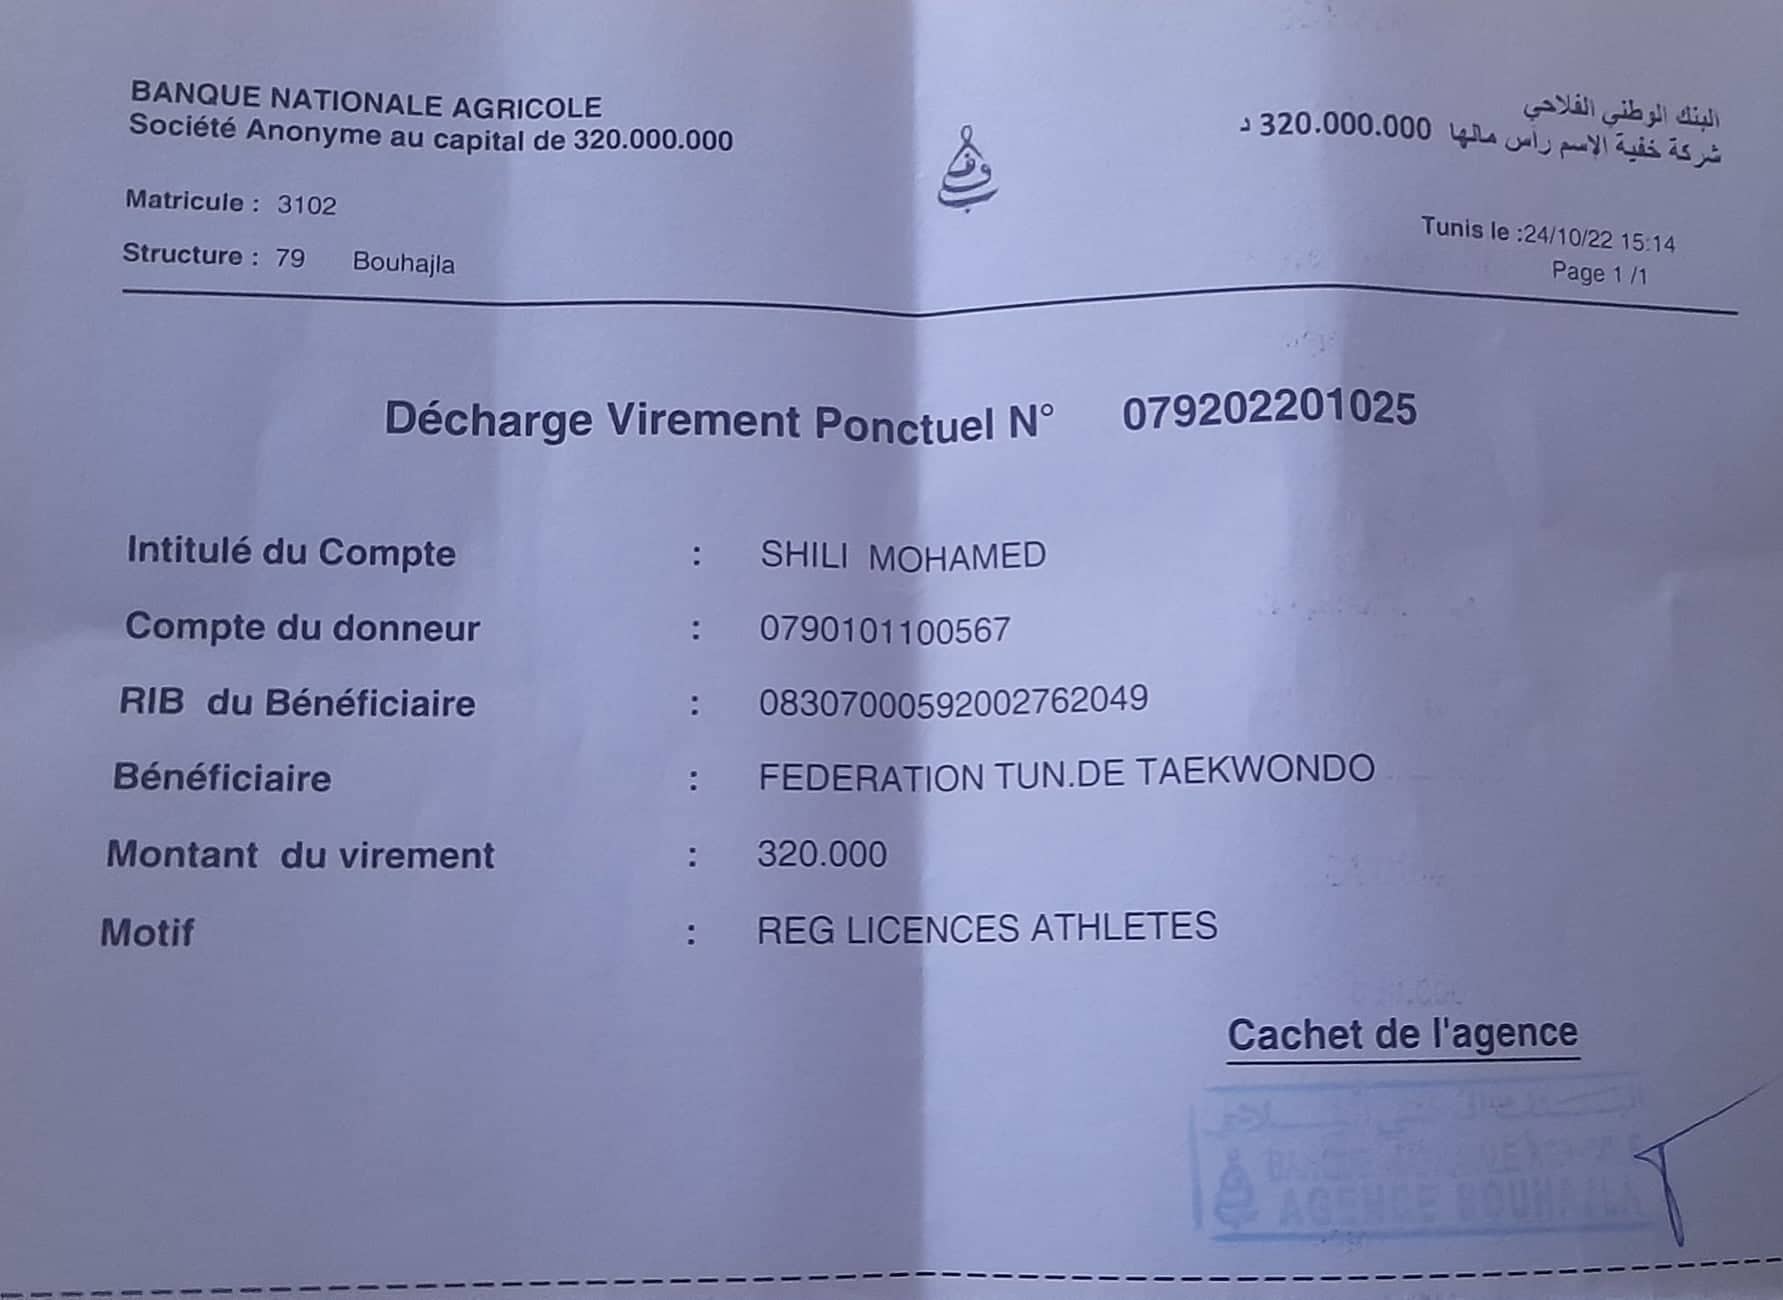 BANQUE NATIONALE AGRICOLE
Société Anonyme au capital de 320.000.000
البنك الوطني الفلاحي
شركة خفية الاسم رأس مالها 320.000.000 د
Matricule : 3102
Structure : 79 Bouhajla
Tunis le :24/10/22 15:14
Page 1 /1
Décharge Virement Ponctuel N° 079202201025
Intitulé du Compte : SHILI MOHAMED
Compte du donneur : 0790101100567
RIB du Bénéficiaire : 08307000592002762049
Bénéficiaire : FEDERATION TUN.DE TAEKWONDO
Montant du virement : 320.000
Motif : REG LICENCES ATHLETES
Cachet de l'agence
AGENCE BOUHAJLA